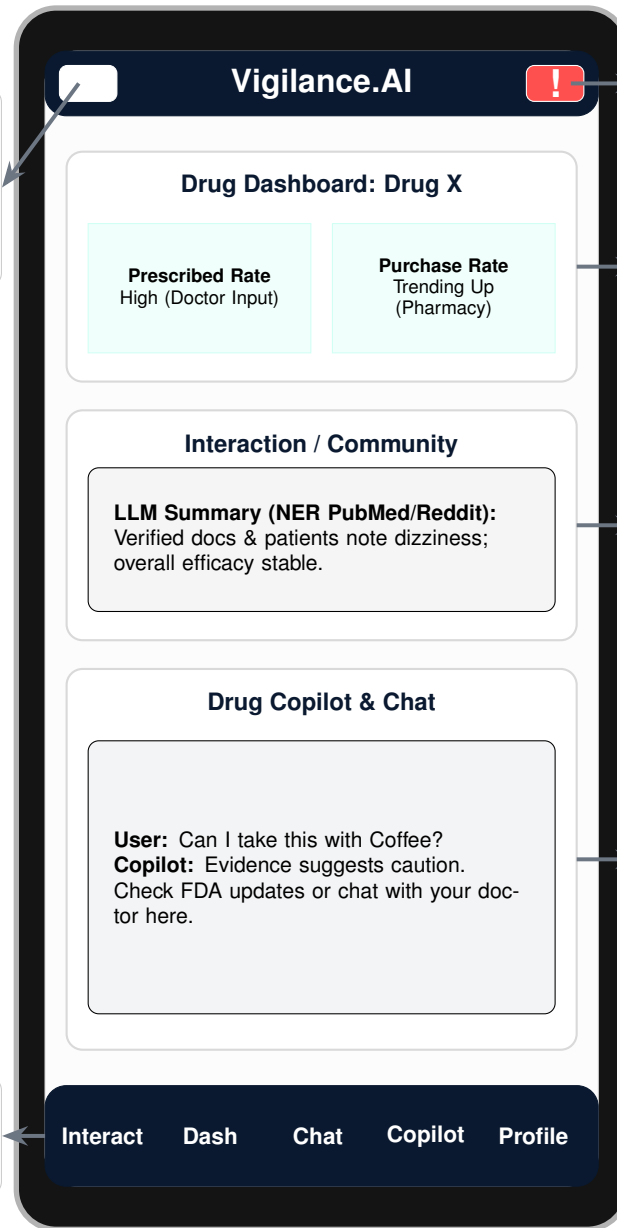 Vigilance.AI
!
Drug Dashboard: Drug X
Prescribed Rate
High (Doctor Input)
Purchase Rate
Trending Up
(Pharmacy)
Interaction / Community
LLM Summary (NER PubMed/Reddit):
Verified docs & patients note dizziness;
overall efficacy stable.
Drug Copilot & Chat
User: Can I take this with Coffee?
Copilot: Evidence suggests caution.
Check FDA updates or chat with your doc-
tor here.
Interact Dash Chat Copilot Profile